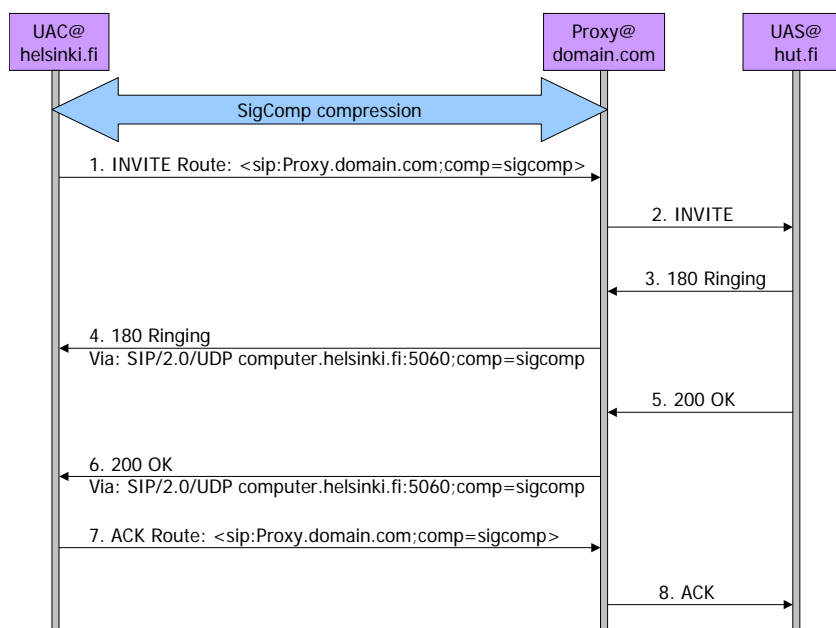 UAC@
helsinki.fi
Proxy@
domain.com
UAS@
hut.fi
SigComp compression
1. INVITE Route: <sip:Proxy.domain.com;comp=sigcomp>
2. INVITE
3. 180 Ringing
4. 180 Ringing
Via: SIP/2.0/UDP computer.helsinki.fi:5060;comp=sigcomp
5. 200 OK
6. 200 OK
Via: SIP/2.0/UDP computer.helsinki.fi:5060;comp=sigcomp
7. ACK Route: <sip:Proxy.domain.com;comp=sigcomp>
8. ACK